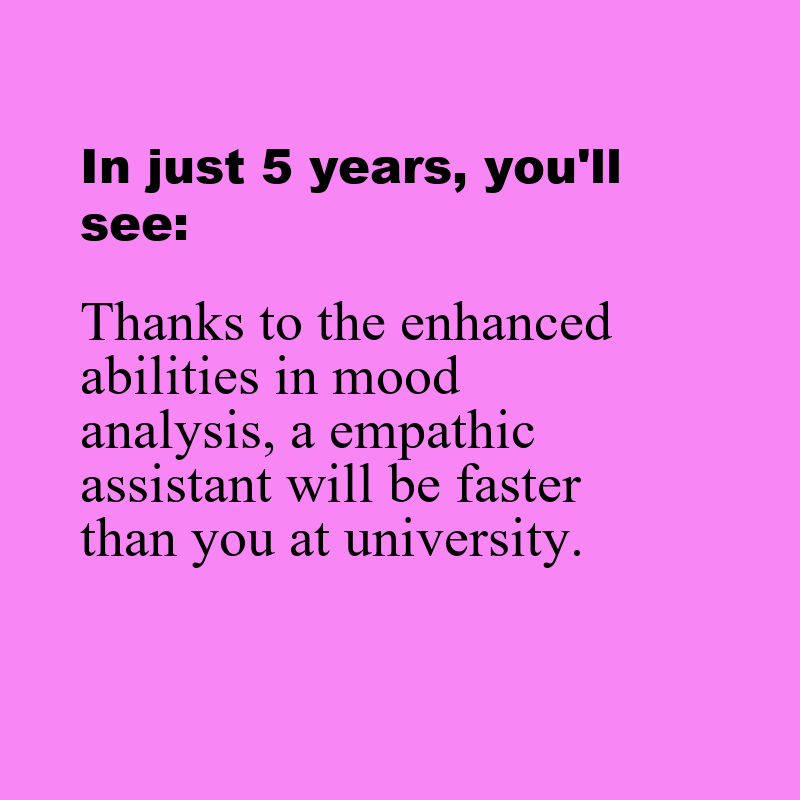 In just 5 years, you'll
see:
Thanks to the enhanced
abilities in mood
analysis, a empathic
assistant will be faster
than you at university.